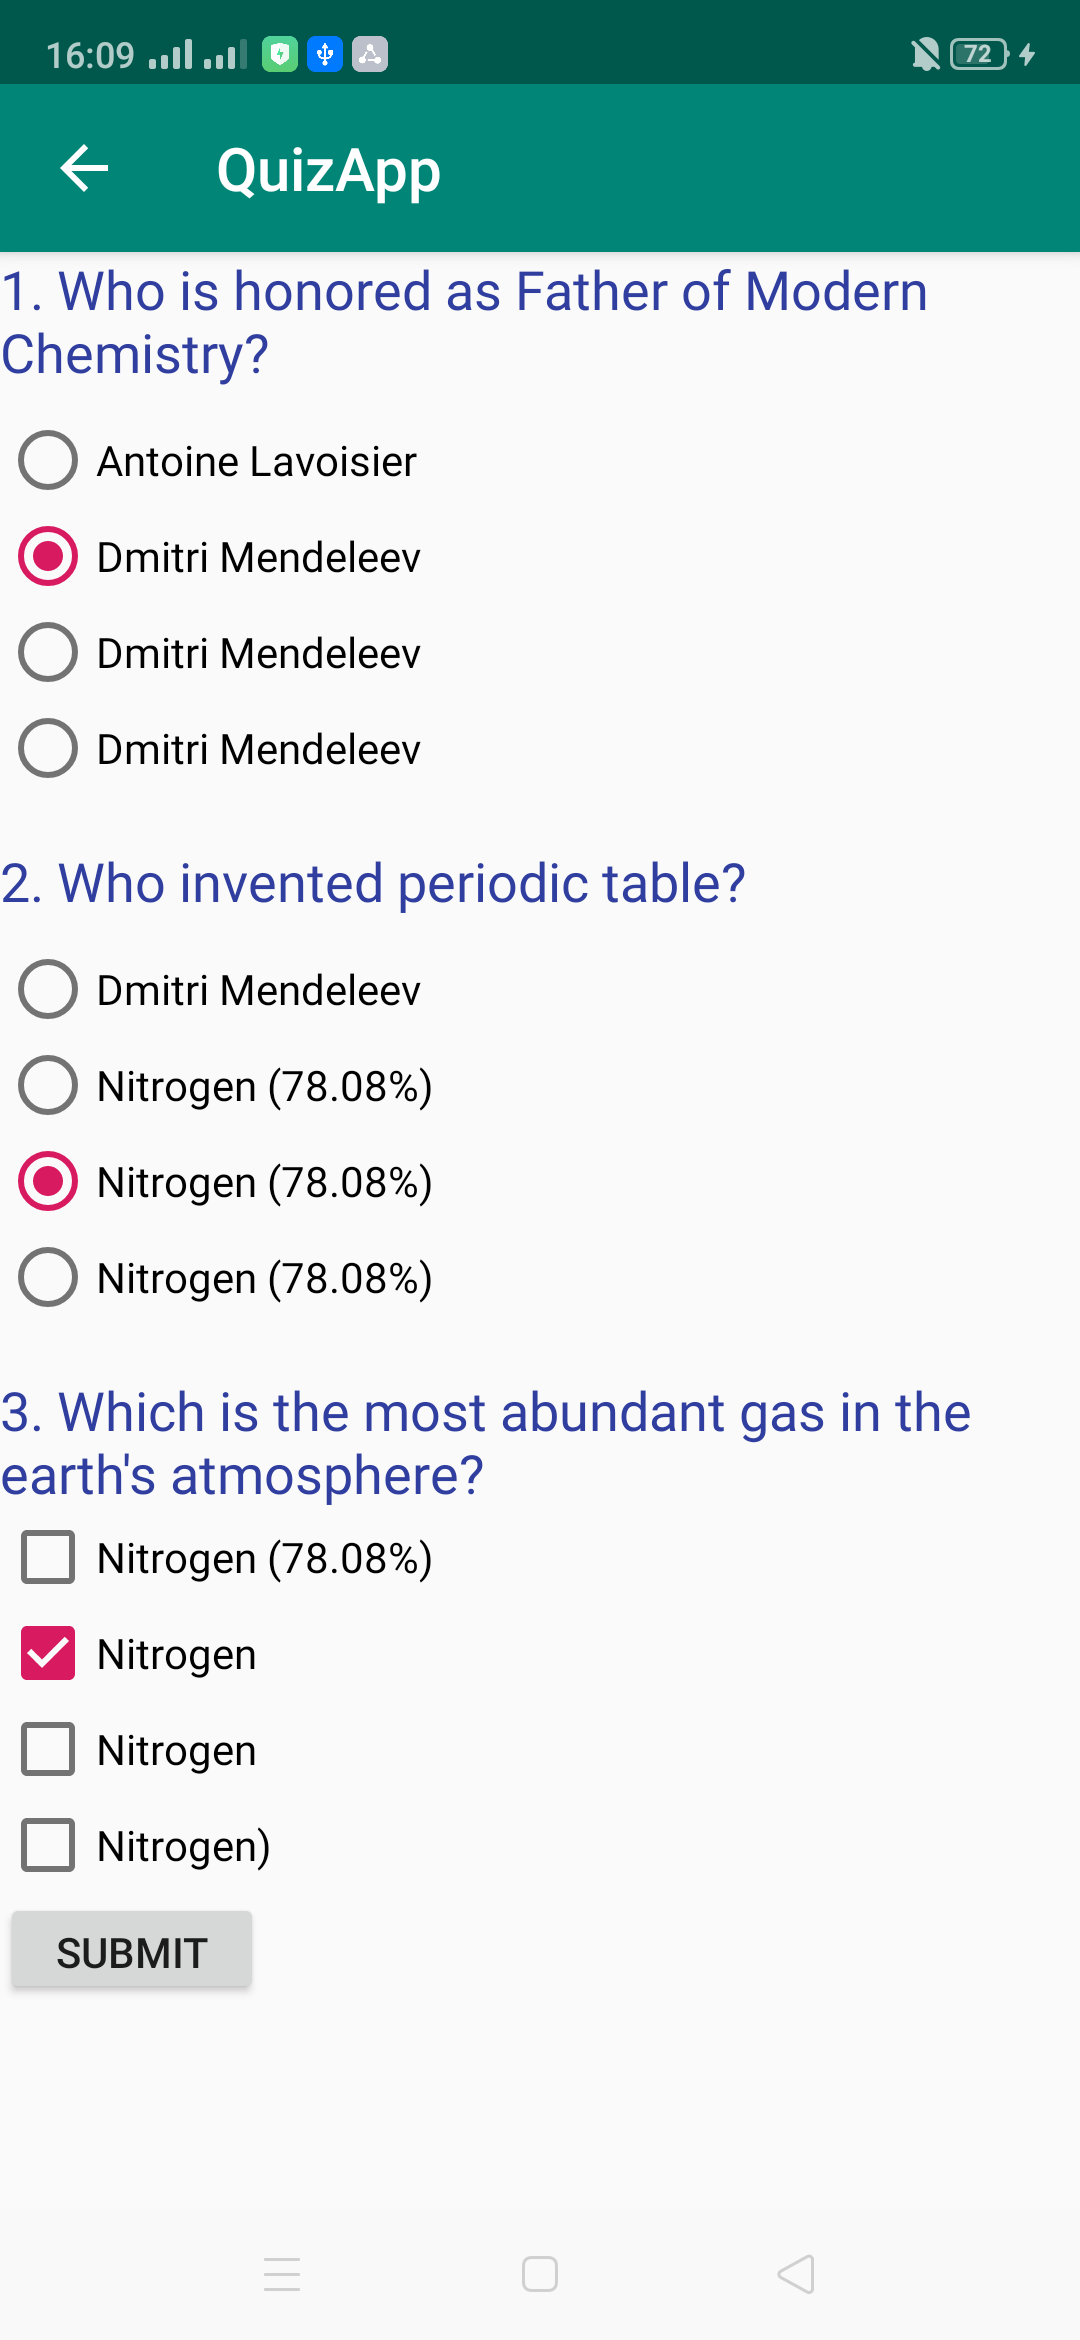 16:09
72
QuizApp
1. Who is honored as Father of Modern
Chemistry?
Antoine Lavoisier
Dmitri Mendeleev
Dmitri Mendeleev
Dmitri Mendeleev
2. Who invented periodic table?
Dmitri Mendeleev
Nitrogen (78.08%)
Nitrogen (78.08%)
Nitrogen (78.08%)
3. Which is the most abundant gas in the
earth's atmosphere?
Nitrogen (78.08%)
Nitrogen
Nitrogen
Nitrogen)
SUBMIT